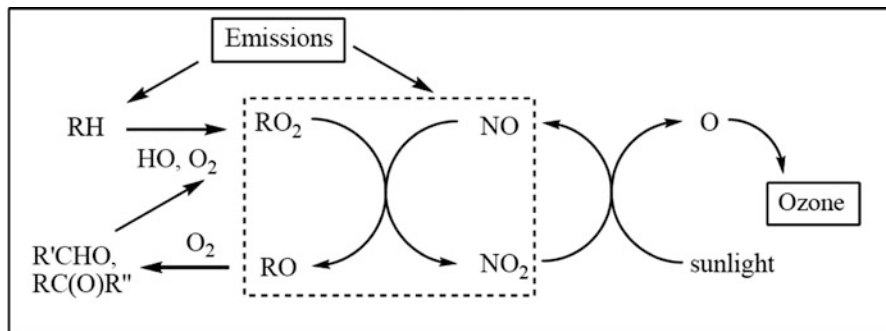 Emissions
RH
RO₂
NO
O
HO, O₂
Ozone
R'CHO,
RC(O)R"
O₂
RO
NO₂
sunlight